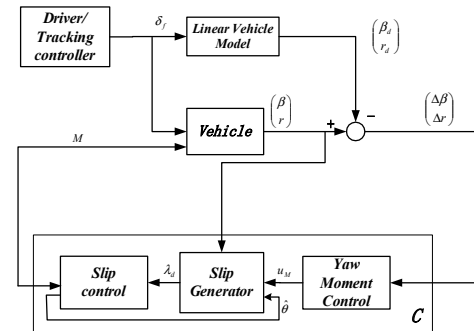 Driver/
Tracking
controller
δ_f
Linear Vehicle
Model
(β_d
r_d)
M
Vehicle
(β
r)
+
−
(Δβ
Δr)
Slip
control
λ_d
Slip
Generator
u_M
Yaw
Moment
Control
θ̂
C